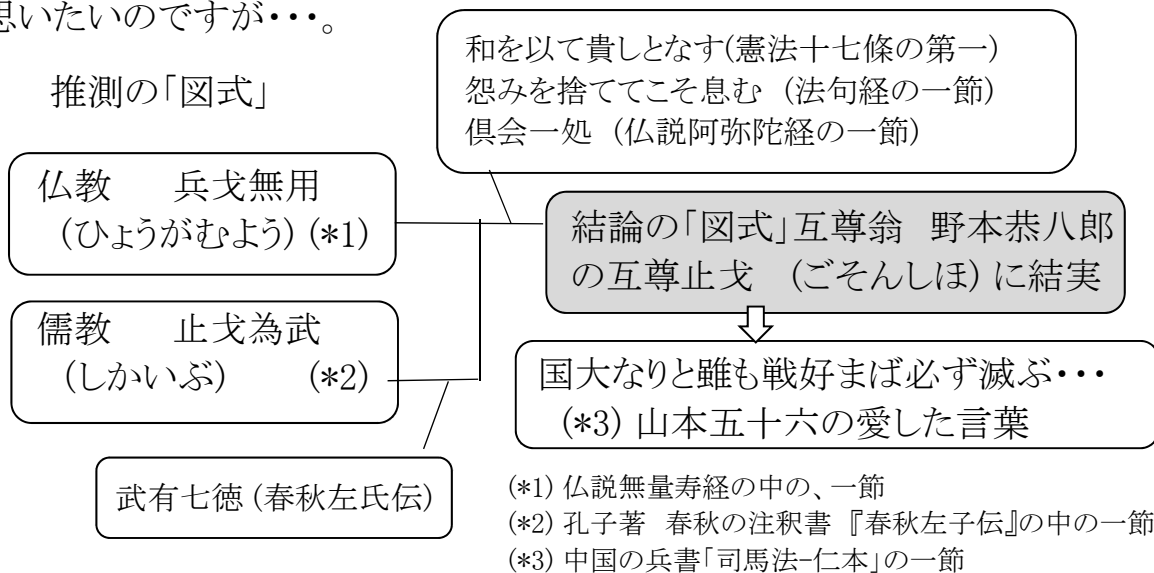 思いたいのですが・・・。
推測の「図式」
和を以て貴しとなす(憲法十七條の第一)
怨みを捨ててこそ息む (法句経の一節)
倶会一処 (仏説阿弥陀経の一節)
仏教 兵戈無用
(ひょうがむよう) (*1)
結論の「図式」互尊翁 野本恭八郎
の互尊止戈 (ごそんしほ) に結実
儒教 止戈為武
(しかいぶ) (*2)
国大なりと雖も戦好まば必ず滅ぶ・・・
(*3) 山本五十六の愛した言葉
武有七徳 (春秋左氏伝)
(*1) 仏説無量寿経の中の、一節
(*2) 孔子著 春秋の注釈書 『春秋左子伝』の中の一節
(*3) 中国の兵書「司馬法-仁本」の一節